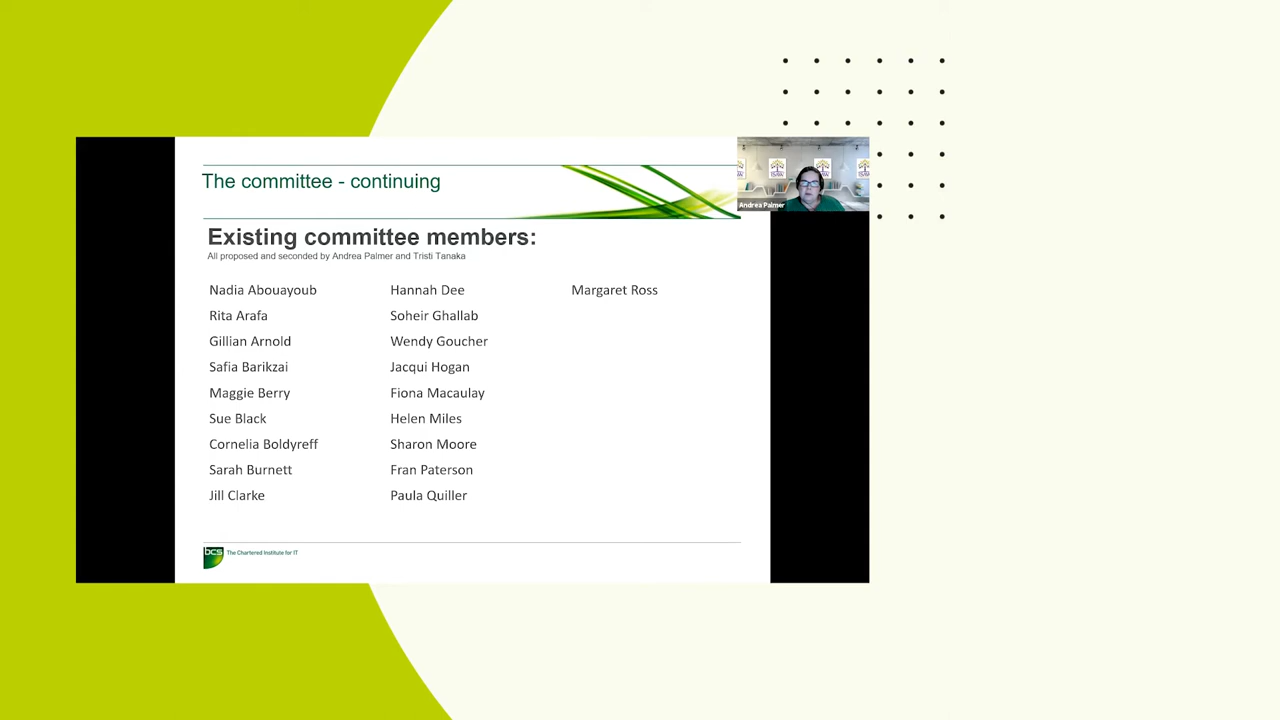 The committee - continuing
Andrea Palmer
Existing committee members:
All proposed and seconded by Andrea Palmer and Tristi Tanaka
Nadia Abouayoub
Rita Arafa
Gillian Arnold
Safia Barikzai
Maggie Berry
Sue Black
Cornelia Boldyreff
Sarah Burnett
Jill Clarke
Hannah Dee
Soheir Ghallab
Wendy Goucher
Jacqui Hogan
Fiona Macaulay
Helen Miles
Sharon Moore
Fran Paterson
Paula Quiller
Margaret Ross
bcs
The Chartered Institute for IT